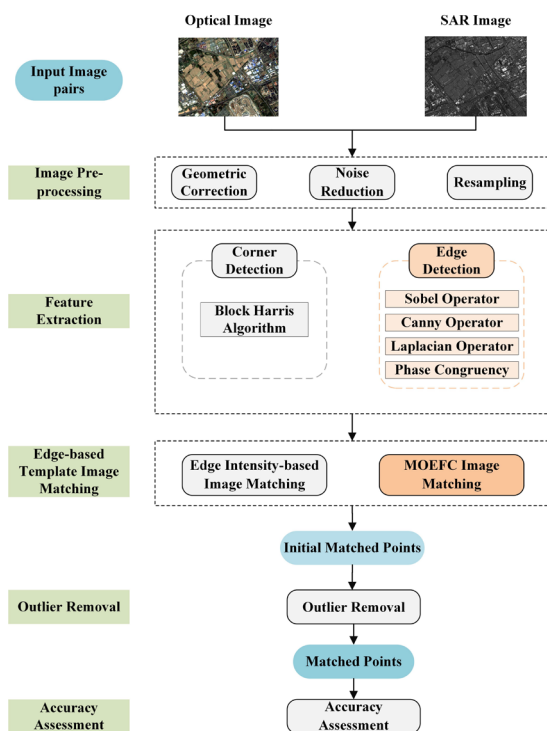 Optical Image
SAR Image
Input Image
pairs
Image Pre-
processing
Geometric
Correction
Noise
Reduction
Resampling
Feature
Extraction
Corner
Detection
Block Harris
Algorithm
Edge
Detection
Sobel Operator
Canny Operator
Laplacian Operator
Phase Congruency
Edge-based
Template Image
Matching
Edge Intensity-based
Image Matching
MOEFC Image
Matching
Initial Matched Points
Outlier Removal
Outlier Removal
Matched Points
Accuracy
Assessment
Accuracy
Assessment